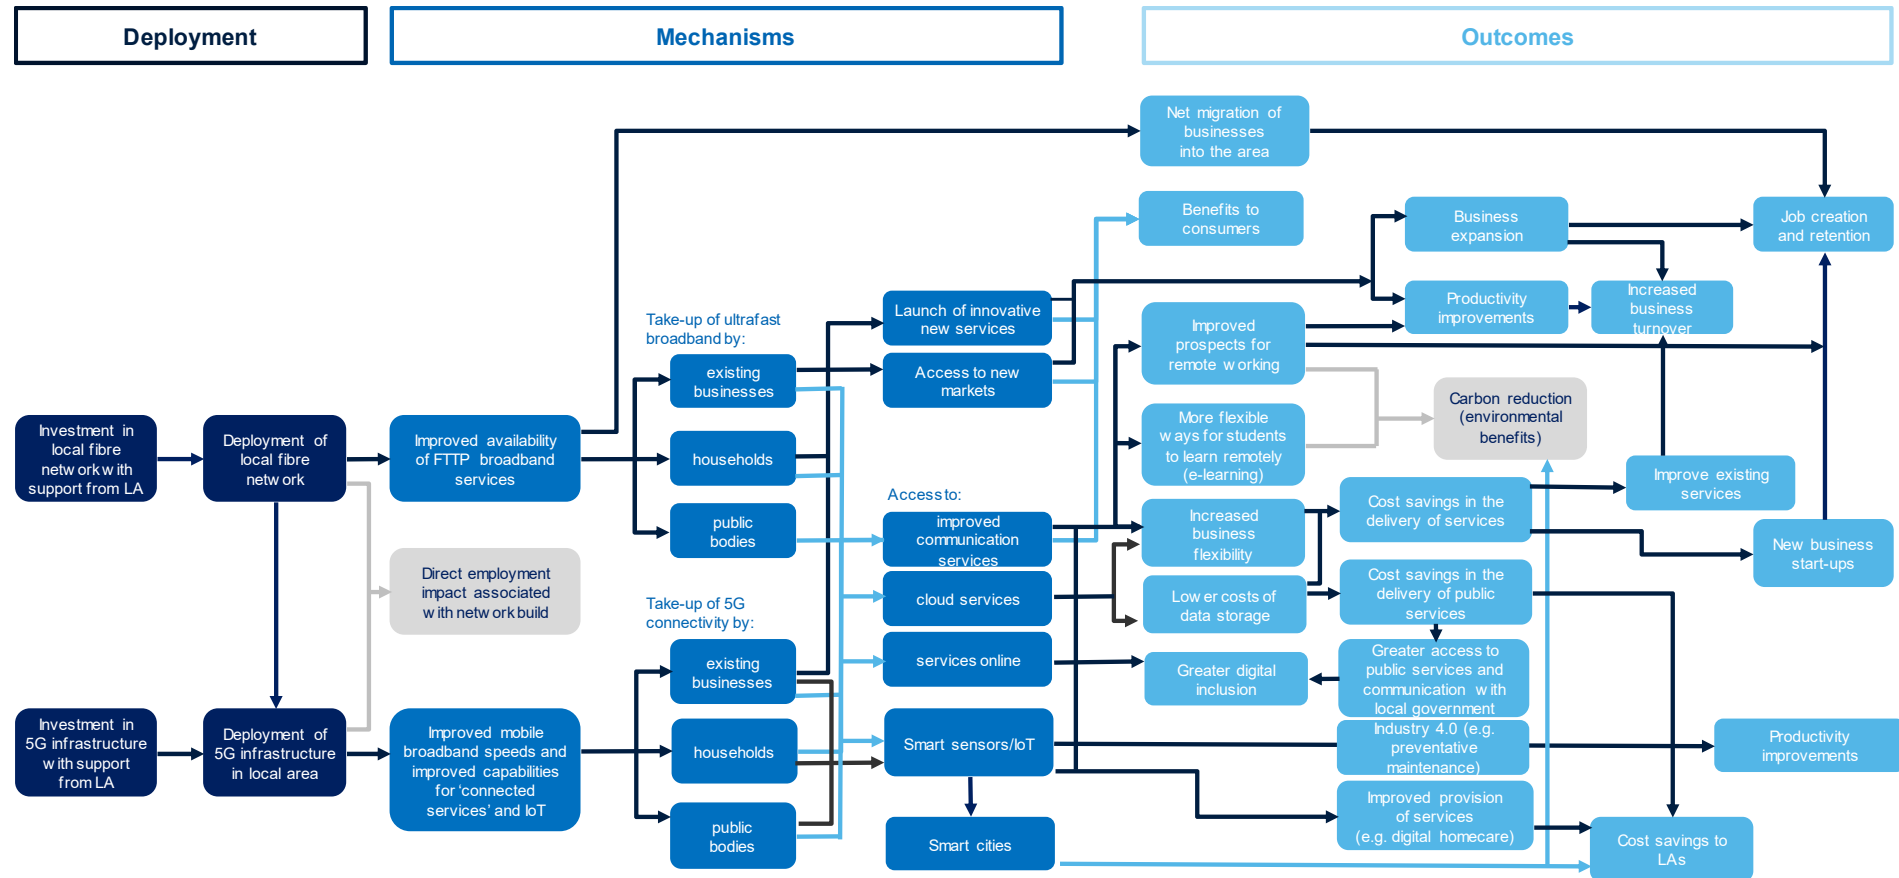 Deployment
Mechanisms
Outcomes
Net migration of
businesses
into the area
Benefits to
consumers
Business
expansion
Job creation
and retention
Take-up of ultrafast
broadband by:
Launch of innovative
new services
Productivity
improvements
Increased
business
turnover
Improved
prospects for
remote working
existing
businesses
Access to new
markets
Carbon reduction
(environmental
benefits)
Investment in
local fibre
network with
support from LA
Deployment of
local fibre
network
Improved availability
of FTTP broadband
services
households
More flexible
ways for students
to learn remotely
(e-learning)
Improve existing
services
Access to:
public
bodies
improved
communication
services
Increased
business
flexibility
Cost savings in the
delivery of services
New business
start-ups
Direct employment
impact associated
with network build
Take-up of 5G
connectivity by:
cloud services
Lower costs of
data storage
Cost savings in the
delivery of public
services
existing
businesses
services online
Greater digital
inclusion
Greater access to
public services and
communication with
local government
Investment in
5G infrastructure
with support
from LA
Deployment of
5G infrastructure
in local area
Improved mobile
broadband speeds and
improved capabilities
for ‘connected
services’ and IoT
households
Smart sensors/IoT
Industry 4.0 (e.g.
preventative
maintenance)
Productivity
improvements
public
bodies
Smart cities
Improved provision
of services
(e.g. digital homecare)
Cost savings to
LAs